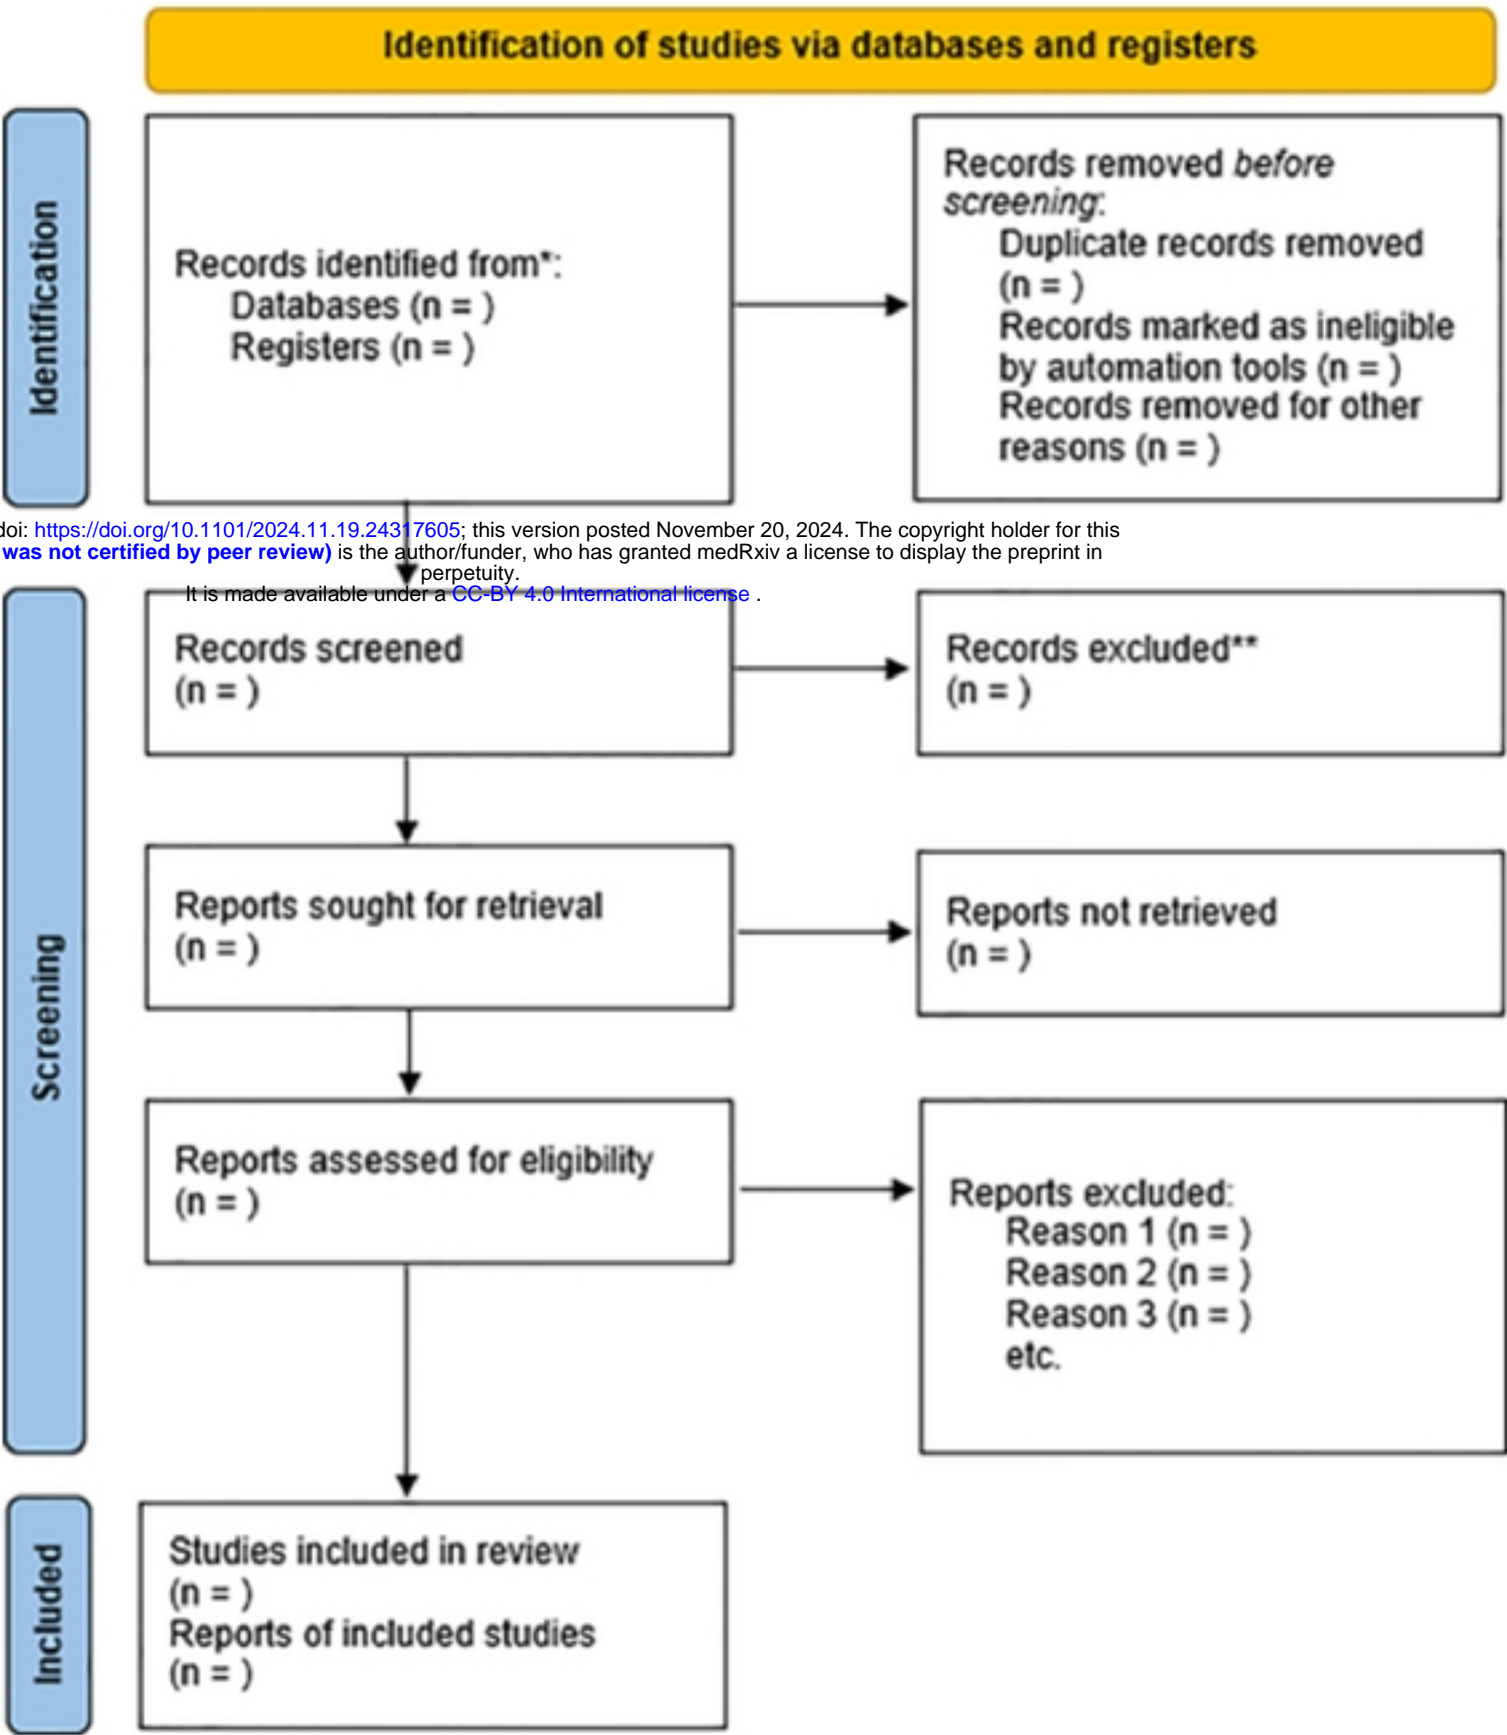 Identification of studies via databases and registers
Identification
Records identified from*:
Databases (n = )
Registers (n = )
Records removed before
screening:
Duplicate records removed
(n = )
Records marked as ineligible
by automation tools (n = )
Records removed for other
reasons (n = )
doi: https://doi.org/10.1101/2024.11.19.24317605; this version posted November 20, 2024. The copyright holder for this
was not certified by peer review) is the author/funder, who has granted medRxiv a license to display the preprint in
perpetuity.
It is made available under a CC-BY 4.0 International license .
Screening
Records screened
(n = )
Records excluded**
(n = )
Reports sought for retrieval
(n = )
Reports not retrieved
(n = )
Reports assessed for eligibility
(n = )
Reports excluded:
Reason 1 (n = )
Reason 2 (n = )
Reason 3 (n = )
etc.
Included
Studies included in review
(n = )
Reports of included studies
(n = )